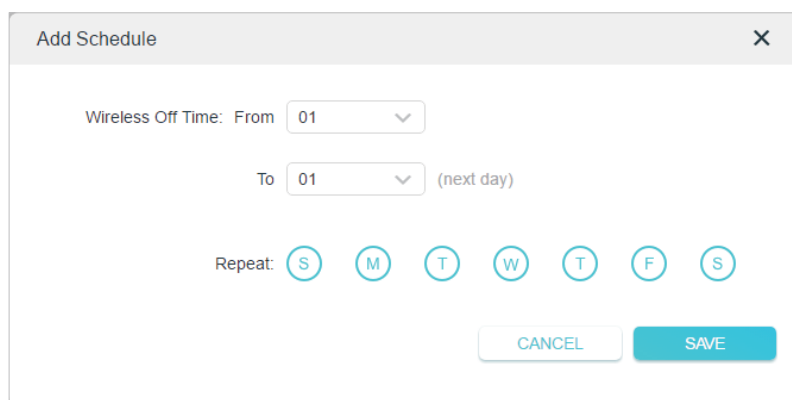 Add Schedule
Wireless Off Time: From 01
To 01 (next day)
Repeat: S M T W T F S
CANCEL SAVE